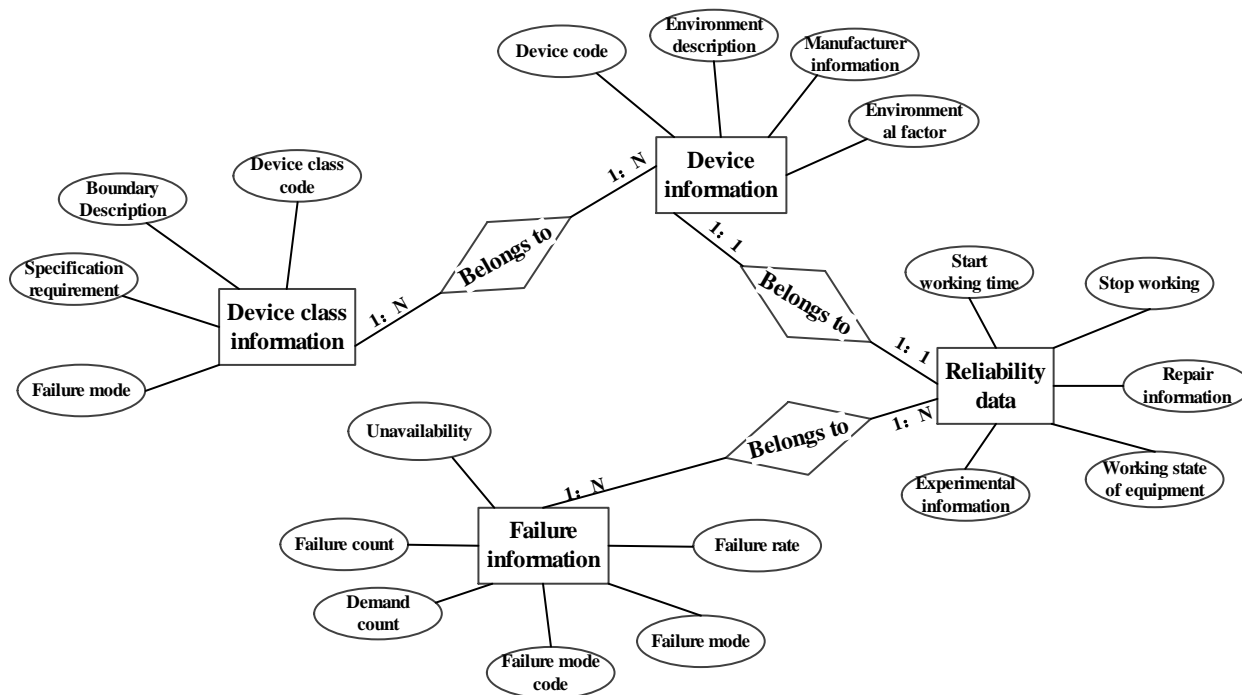 Environment
description
Device code
Manufacturer
information
Environment
al factor
Device
information
Device class
code
Boundary
Description
1: N
Belongs to
1: N
Specification
requirement
Device class
information
Failure mode
1: 1
Belongs to
1: 1
Start
working time
Stop working
Reliability
data
Repair
information
Working state
of equipment
Experimental
information
1: N
Belongs to
1: N
Unavailability
Failure
information
Failure count
Failure rate
Demand
count
Failure mode
code
Failure mode